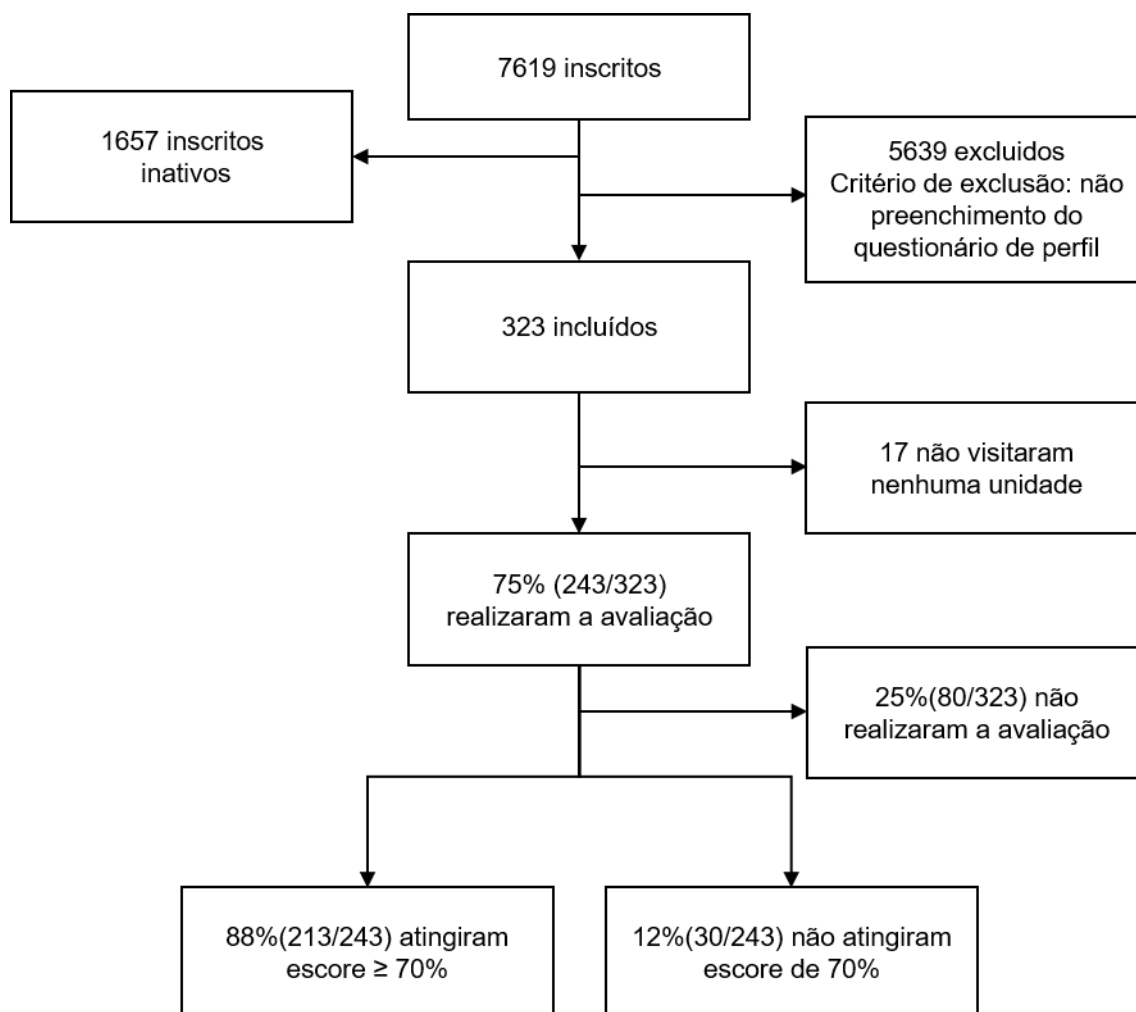 7619 inscritos
1657 inscritos
inativos
5639 excluidos
Critério de exclusão: não
preenchimento do
questionário de perfil
323 incluídos
17 não visitaram
nenhuma unidade
75% (243/323)
realizaram a avaliação
25%(80/323) não
realizaram a avaliação
88%(213/243) atingiram
escore ≥ 70%
12%(30/243) não atingiram
escore de 70%